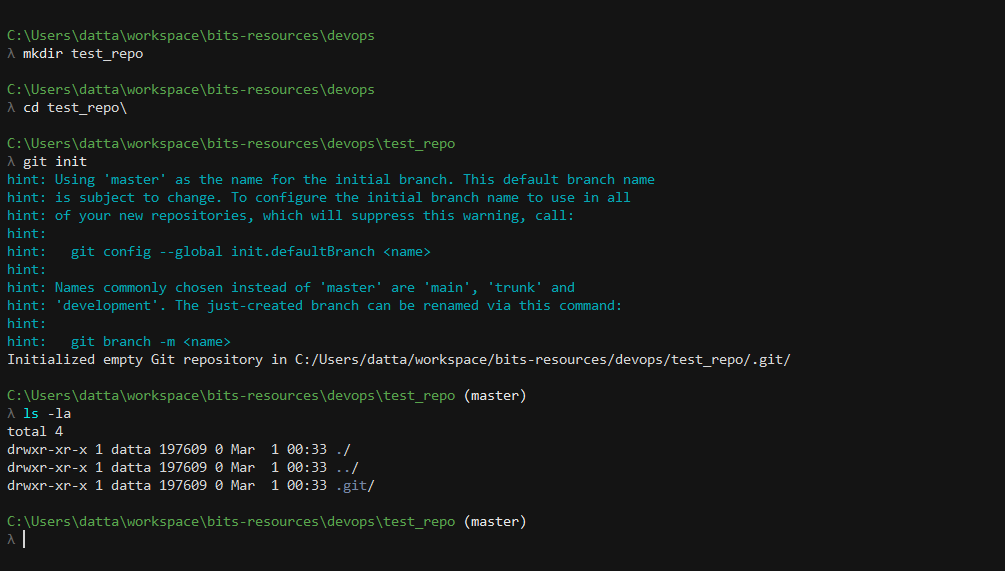 C:\Users\datta\workspace\bits-resources\devops
λ mkdir test_repo
C:\Users\datta\workspace\bits-resources\devops
λ cd test_repo\
C:\Users\datta\workspace\bits-resources\devops\test_repo
λ git init
hint: Using 'master' as the name for the initial branch. This default branch name
hint: is subject to change. To configure the initial branch name to use in all
hint: of your new repositories, which will suppress this warning, call:
hint:
hint:   git config --global init.defaultBranch <name>
hint:
hint: Names commonly chosen instead of 'master' are 'main', 'trunk' and
hint: 'development'. The just-created branch can be renamed via this command:
hint:
hint:   git branch -m <name>
Initialized empty Git repository in C:/Users/datta/workspace/bits-resources/devops/test_repo/.git/
C:\Users\datta\workspace\bits-resources\devops\test_repo (master)
λ ls -la
total 4
drwxr-xr-x 1 datta 197609 0 Mar  1 00:33 ./
drwxr-xr-x 1 datta 197609 0 Mar  1 00:33 ../
drwxr-xr-x 1 datta 197609 0 Mar  1 00:33 .git/
C:\Users\datta\workspace\bits-resources\devops\test_repo (master)
λ